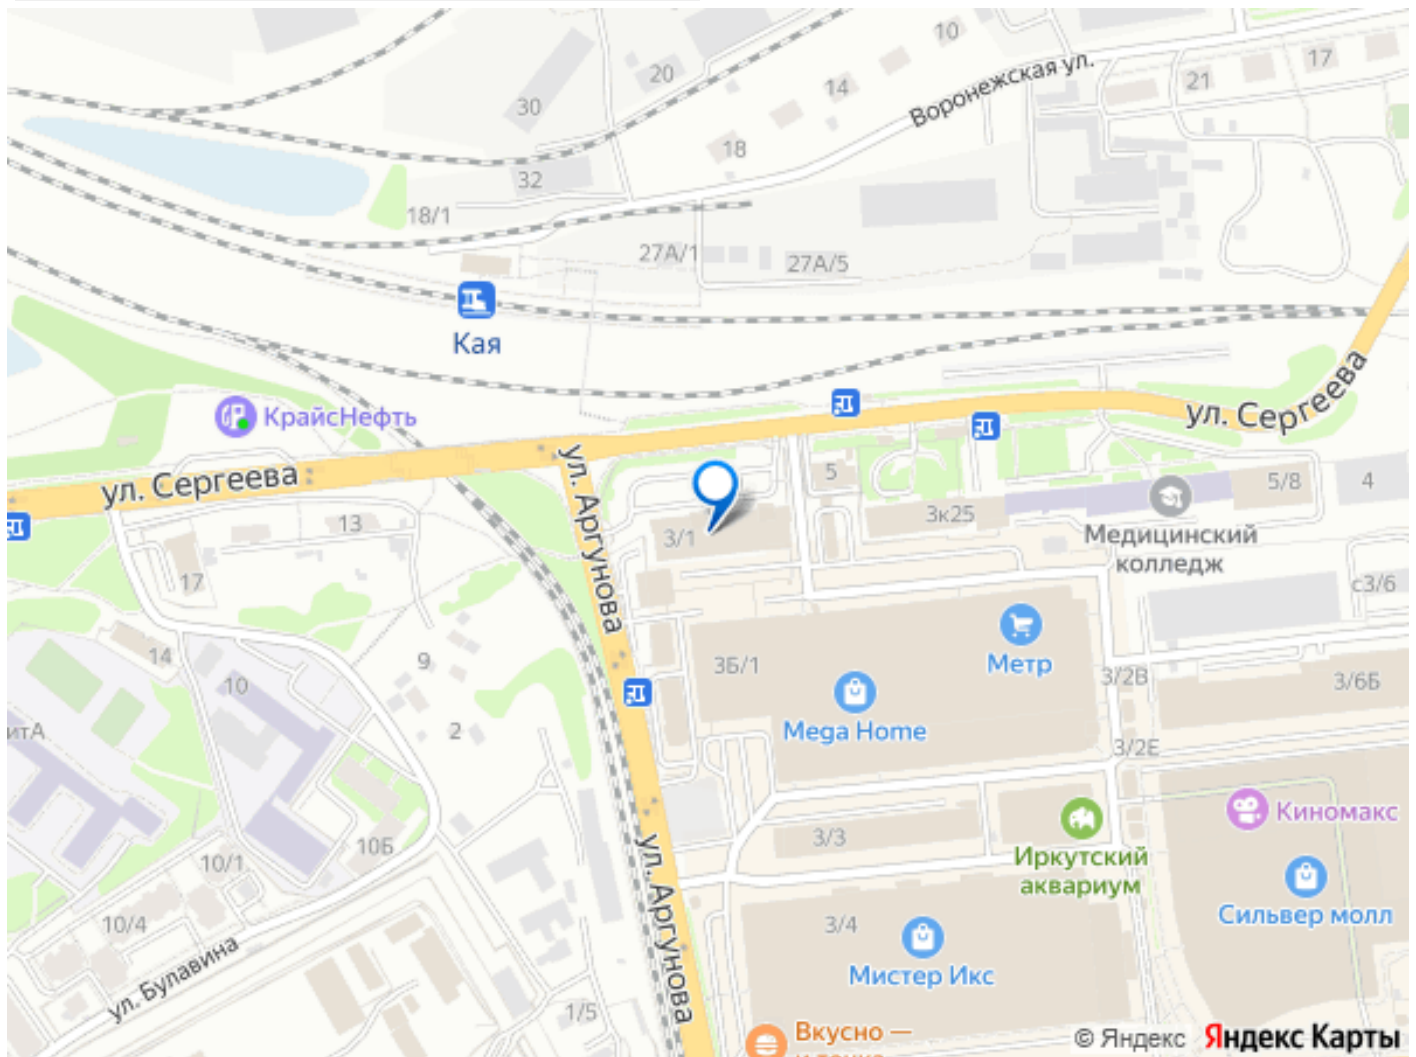 10
20
14
17
21
30
Воронежская ул.
18
32
18/1
27А/1
27А/5
Кая
КрайсНефть
ул. Сергеева
ул. Сергеева
ул. Аргунова
5
5/8
4
3к25
13
3/1
Медицинский
колледж
17
с3/6
Метр
14
9
3Б/1
3/2В
3/6Б
10
Mega Home
2
3/2Е
итА
Киномакс
3/3
10Б
10/1
Иркутский
аквариум
ул. Аргунова
Сильвер молл
10/4
3/4
Мистер Икс
ул. Булавина
1/5
Вкусно —
и точка
© Яндекс Яндекс Карты